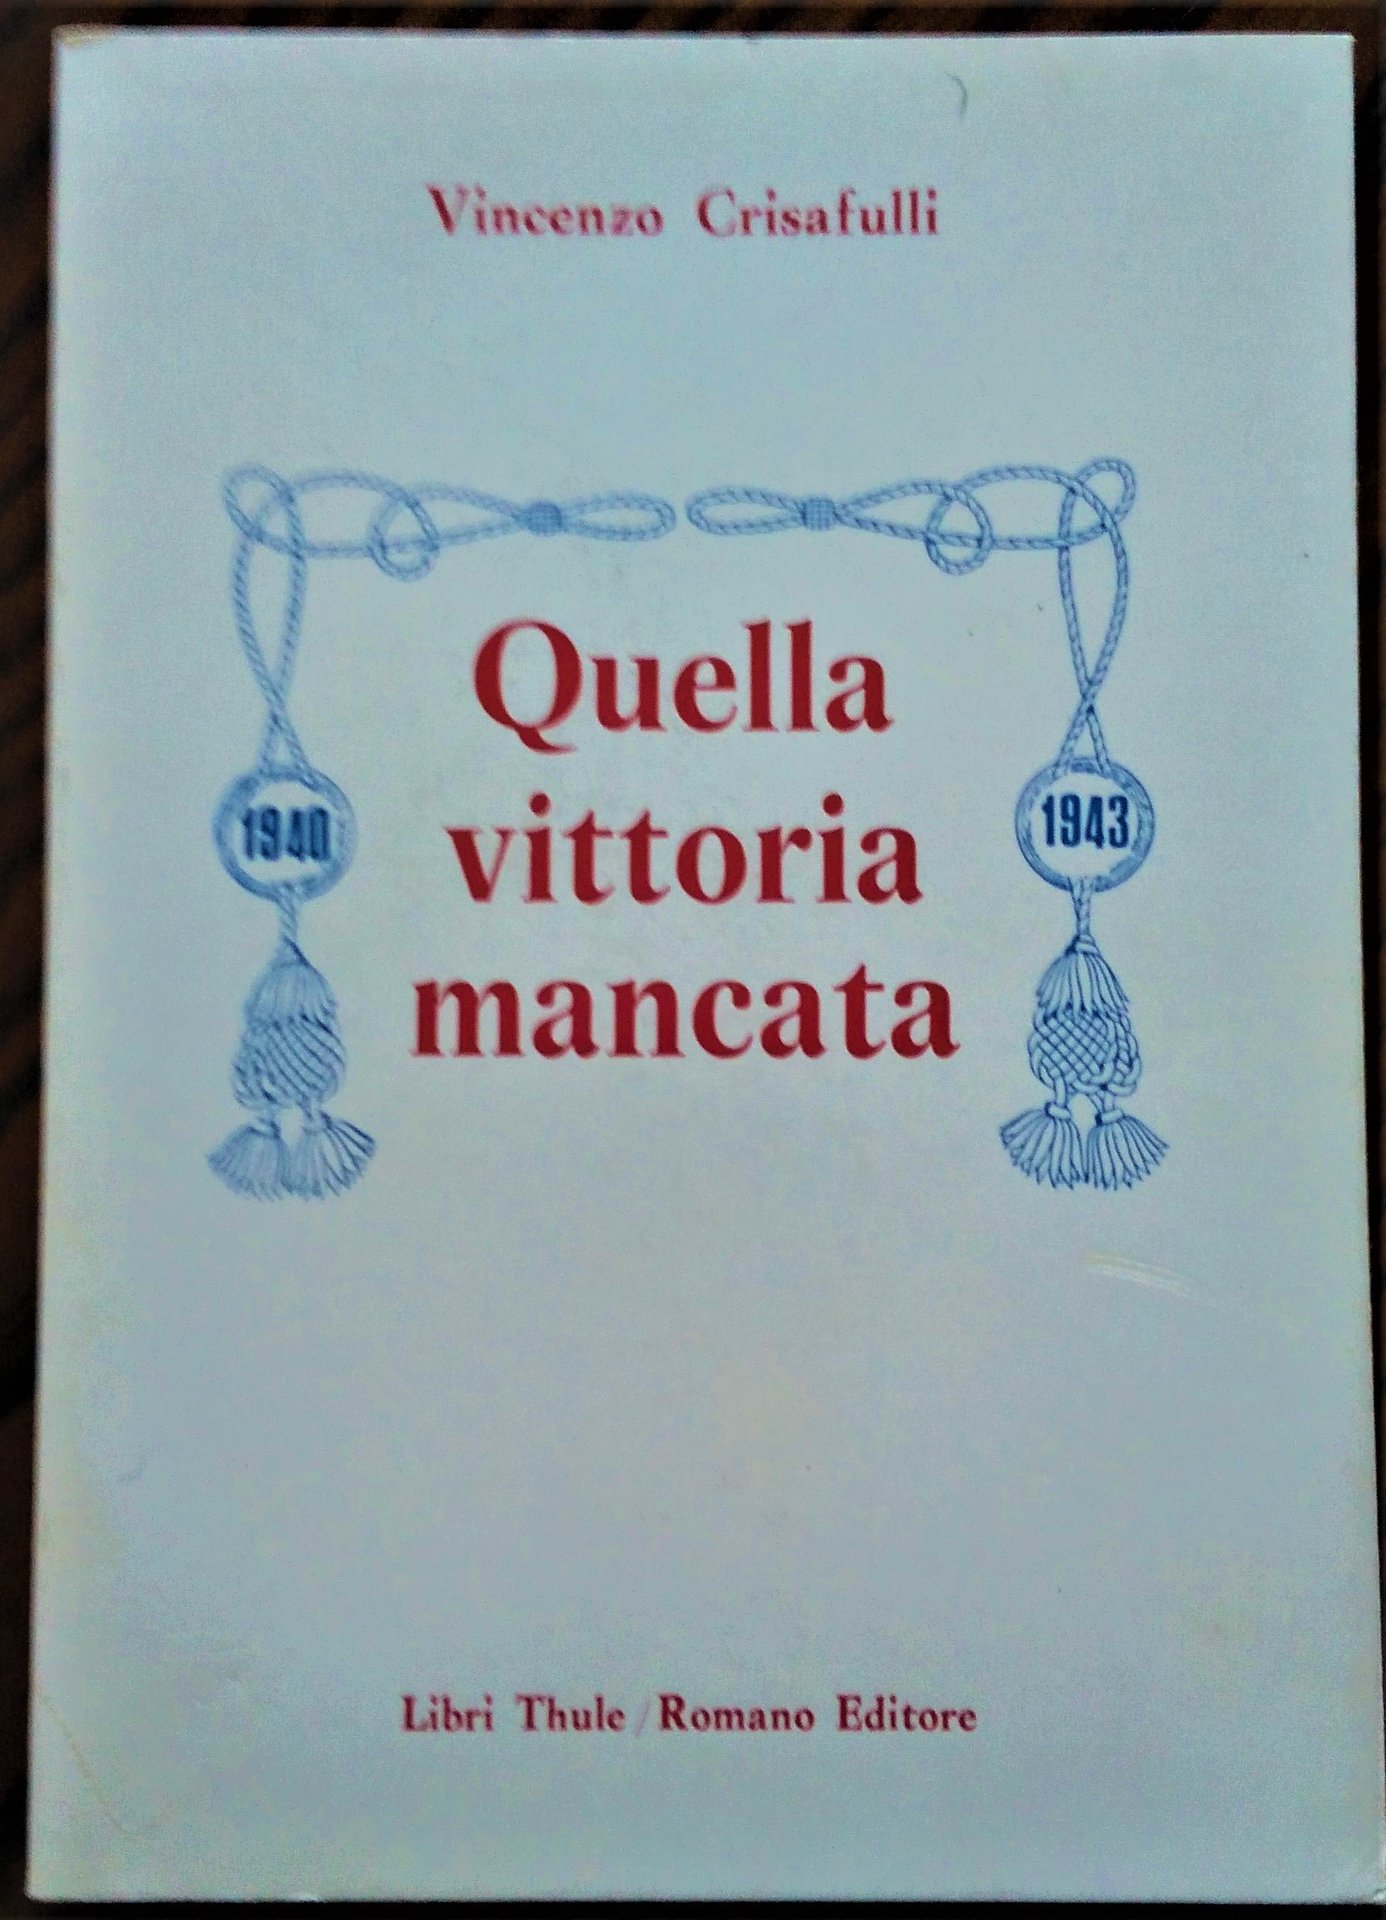 Vincenzo Crisafulli
Quella
1940
vittoria
1943
mancata
Libri Thule/Romano Editore